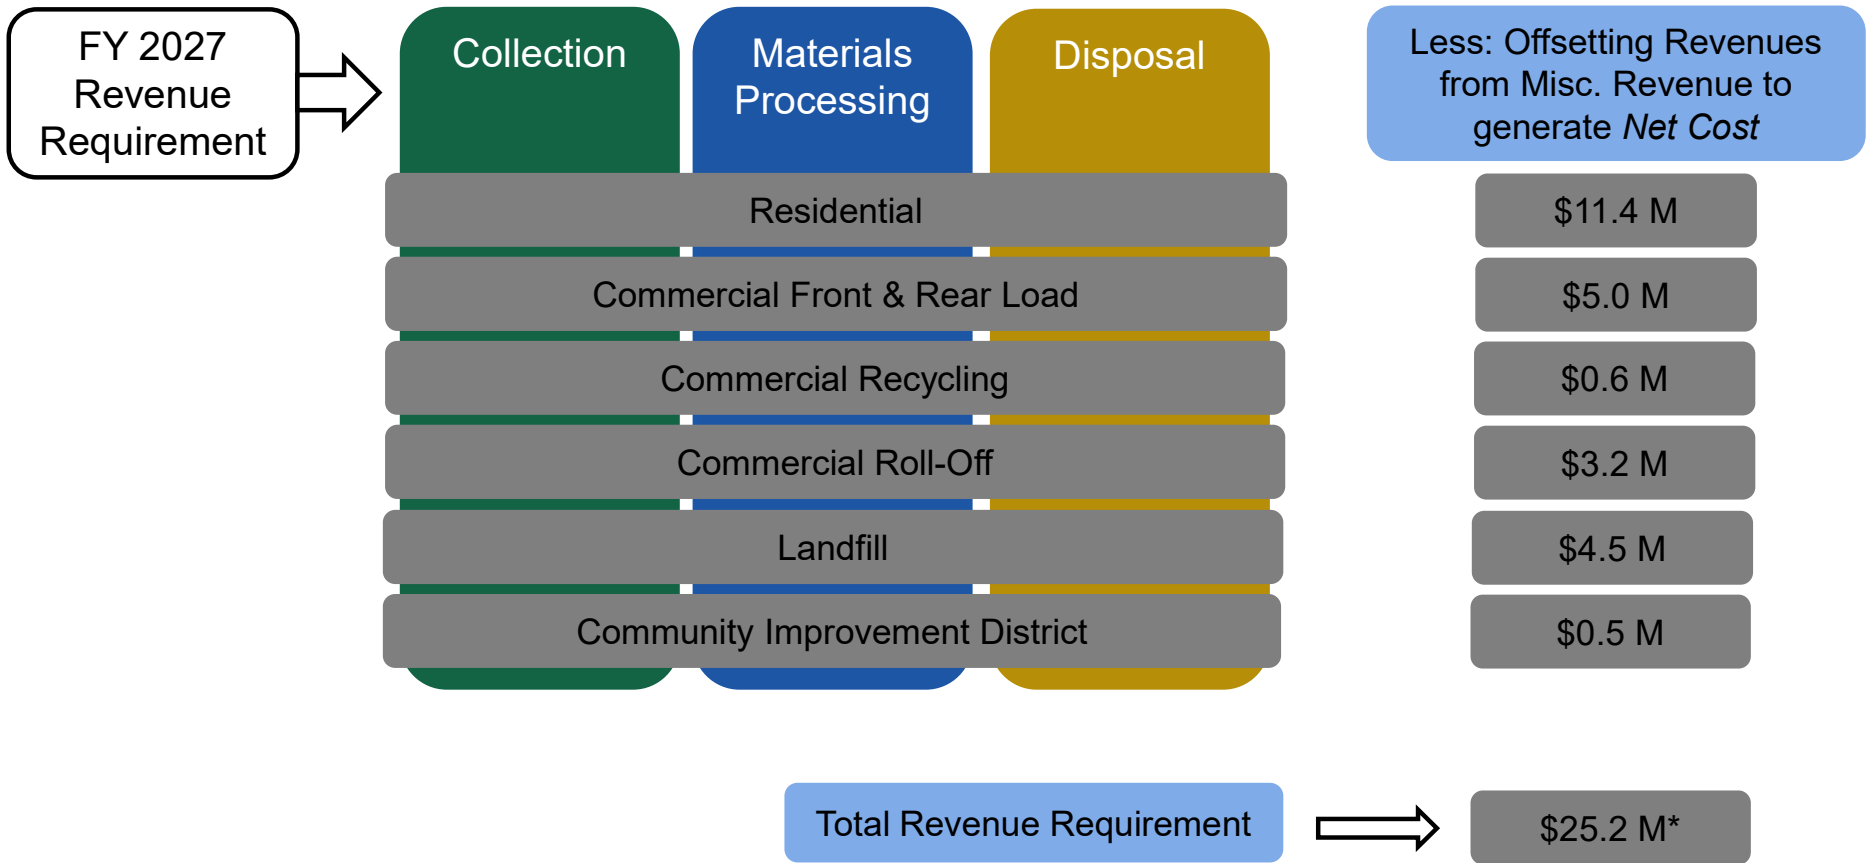 FY 2027
Revenue
Requirement
Collection
Materials
Processing
Disposal
Less: Offsetting Revenues
from Misc. Revenue to
generate Net Cost
Residential
$11.4 M
Commercial Front & Rear Load
$5.0 M
Commercial Recycling
$0.6 M
Commercial Roll-Off
$3.2 M
Landfill
$4.5 M
Community Improvement District
$0.5 M
Total Revenue Requirement
$25.2 M*